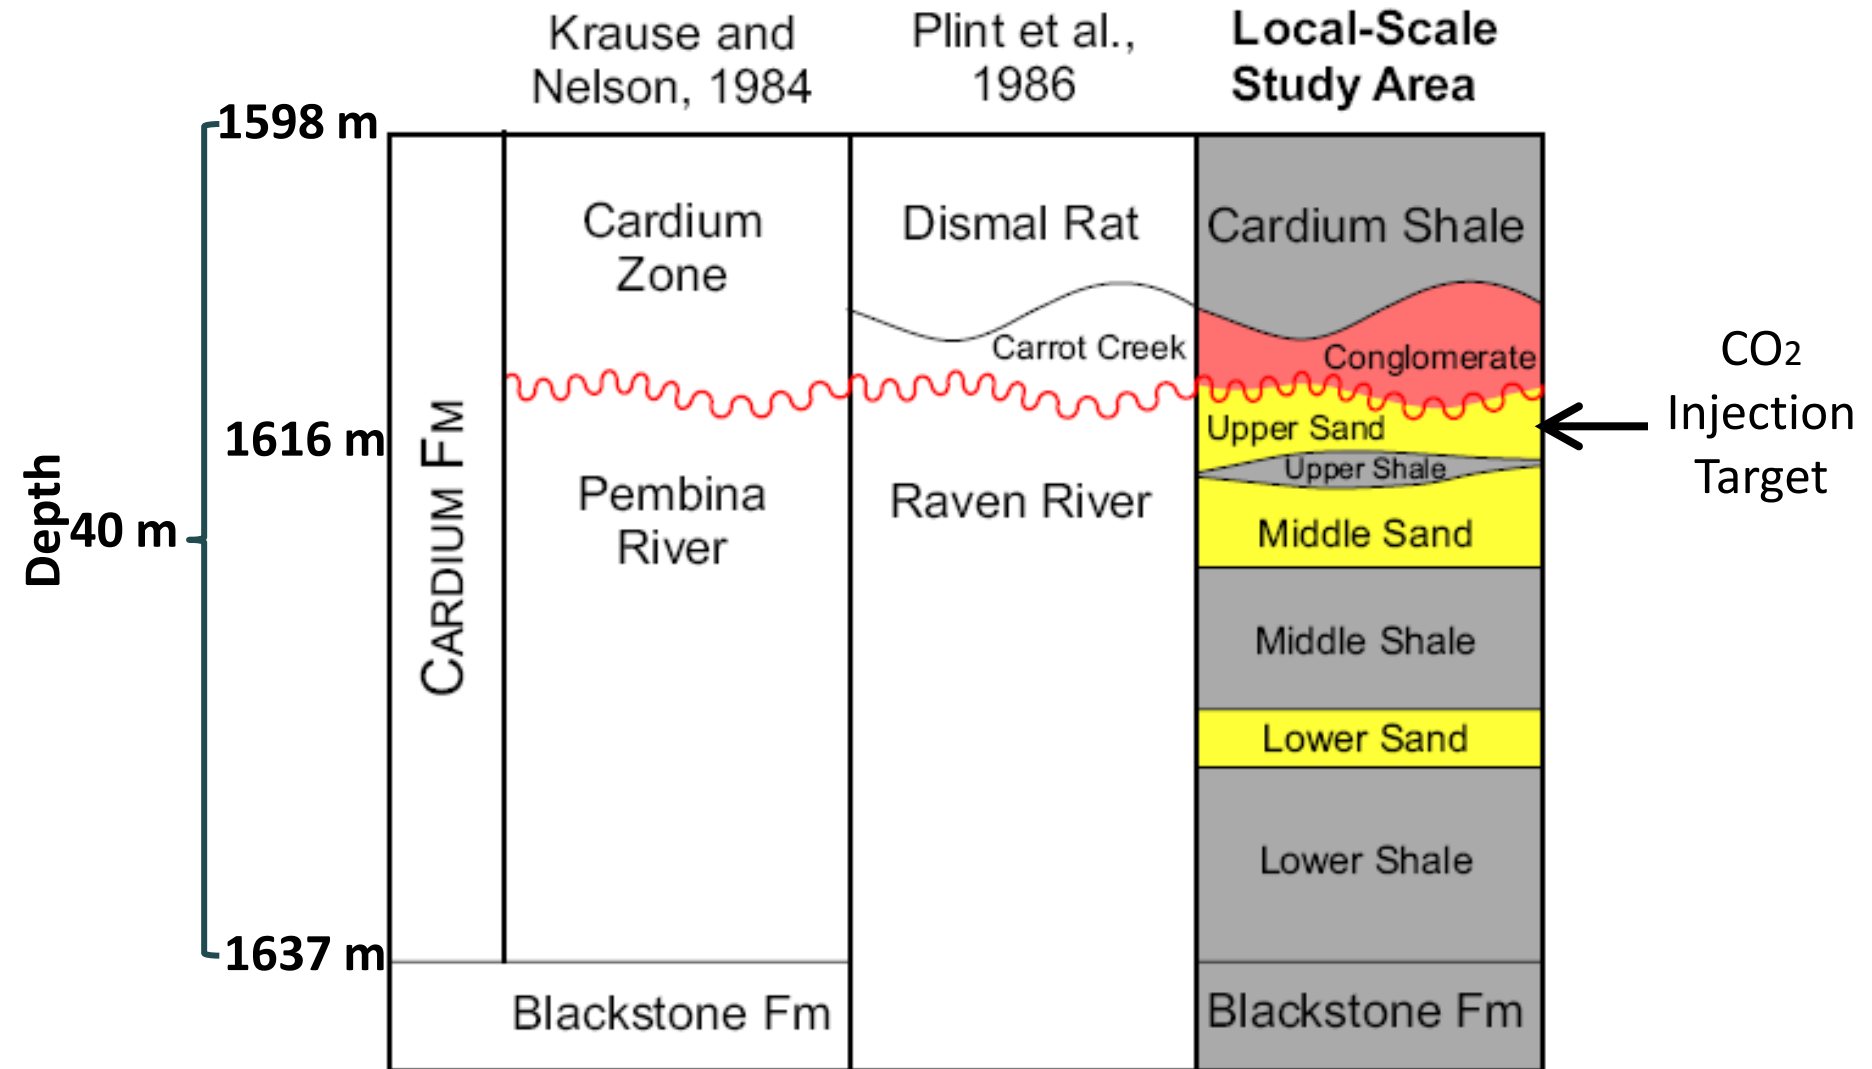 Krause and
Nelson, 1984
Plint et al.,
1986
Local-Scale
Study Area
1598 m
1616 m
1637 m
Depth
40 m
CARDIUM FM
Cardium
Zone
Pembina
River
Blackstone Fm
Dismal Rat
Carrot Creek
Raven River
Cardium Shale
Conglomerate
Upper Sand
Upper Shale
Middle Sand
Middle Shale
Lower Sand
Lower Shale
Blackstone Fm
CO2
Injection
Target